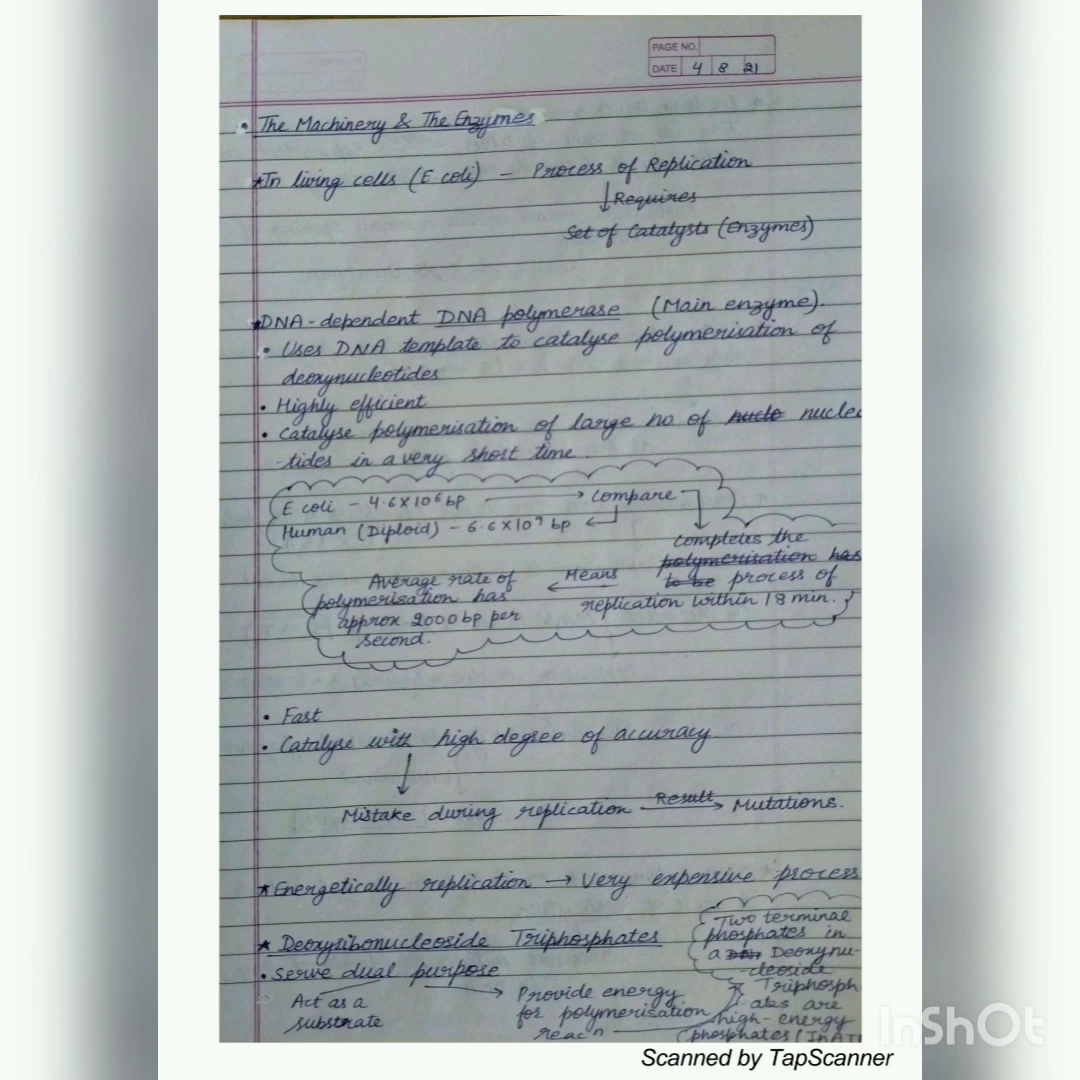 PAGE NO.
DATE 4 8 21
• The Machinery & The Enzymes
* In living cells (E coli) – Process of Replication
↓ Requires
Set of Catalysts (Enzymes)
* DNA-dependent DNA polymerase (Main enzyme).
• Uses DNA template to catalyse polymerisation of
deoxynucleotides
• Highly efficient
• Catalyse polymerisation of large no of nuclo nucleo
-tides in a very short time.
E coli – 4.6×10⁶ bp → Compare
Human (Diploid) – 6.6×10⁹ bp
Completes the
polymerisation has
to be process of
replication within 18 min.
Means
Average rate of
polymerisation has
approx 2000 bp per
second.
• Fast
• Catalyse with high degree of accuracy.
↓
Mistake during replication Result → Mutations.
* Energetically replication → Very expensive process
* Deoxyribonucleoside Triphosphates
• Serve dual purpose
Act as a
substrate
Provide energy
for polymerisation
reac n
Two terminal
phosphates in
a Deoxynu-
-cleoside
Triphosph
-ates are
high-energy
phosphates (
InShOt
Scanned by TapScanner